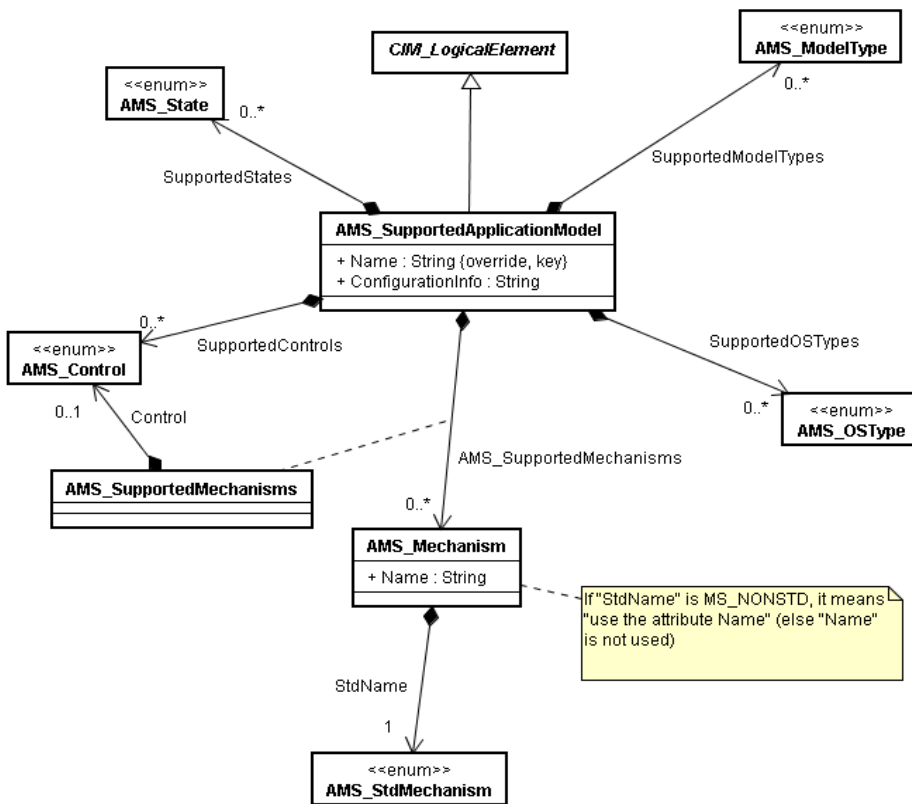 <<enum>>
AMS_ModelType
CIM_LogicalElement
<<enum>>
AMS_State
0..*
0..*
SupportedModelTypes
SupportedStates
AMS_SupportedApplicationModel
+ Name : String {override, key}
+ ConfigurationInfo : String
0..*
SupportedControls
SupportedOSTypes
<<enum>>
AMS_Control
0..1
Control
0..*
<<enum>>
AMS_OSType
AMS_SupportedMechanisms
AMS_SupportedMechanisms
0..*
AMS_Mechanism
+ Name : String
If "StdName" is MS_NONSTD, it means
"use the attribute Name" (else "Name"
is not used)
StdName
1
<<enum>>
AMS_StdMechanism